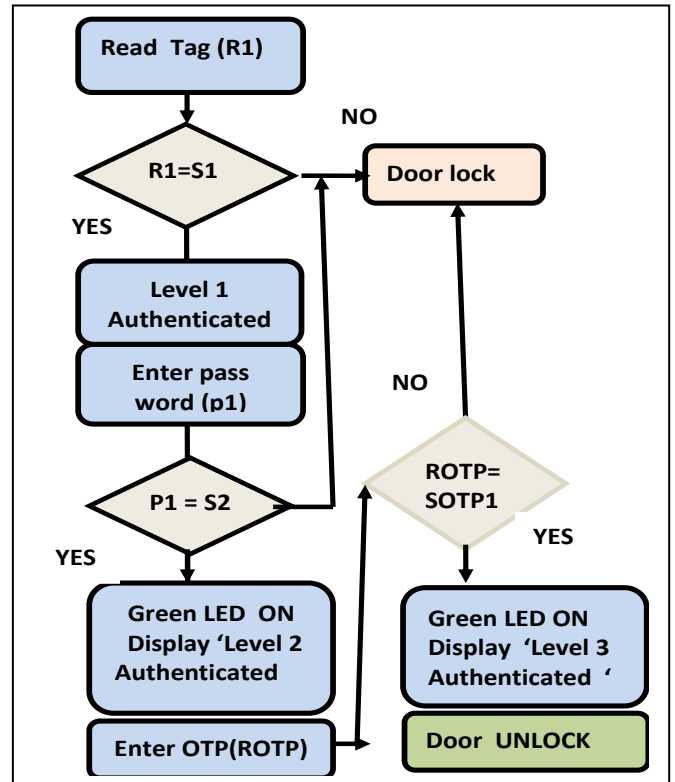 Read Tag (R1)
NO
R1=S1
Door lock
YES
Level 1
Authenticated
Enter pass
word (p1)
NO
ROTP=
SOTP1
P1 = S2
YES
YES
Green LED ON
Display ‘Level 2
Authenticated
Green LED ON
Display ‘Level 3
Authenticated ‘
Enter OTP(ROTP)
Door UNLOCK